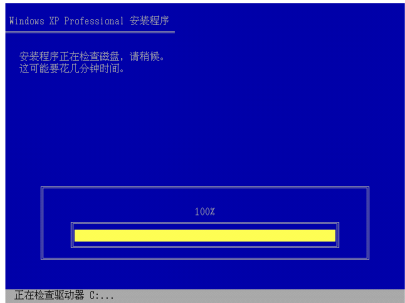 Windows XP Professional 安装程序
安装程序正在检查磁盘，请稍候。
这可能要花几分钟时间。
100%
正在检查驱动器 C:...